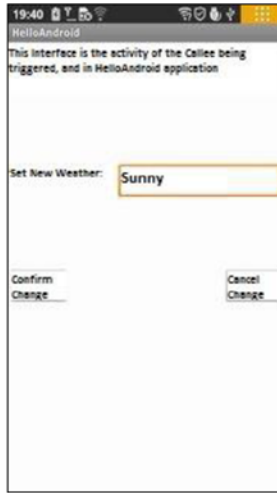 19:40
HelloAndroid
This Interface is the activity of the Callee being
triggered, and in HelloAndroid application
Set New Weather: Sunny
Confirm Cancel
Change Change